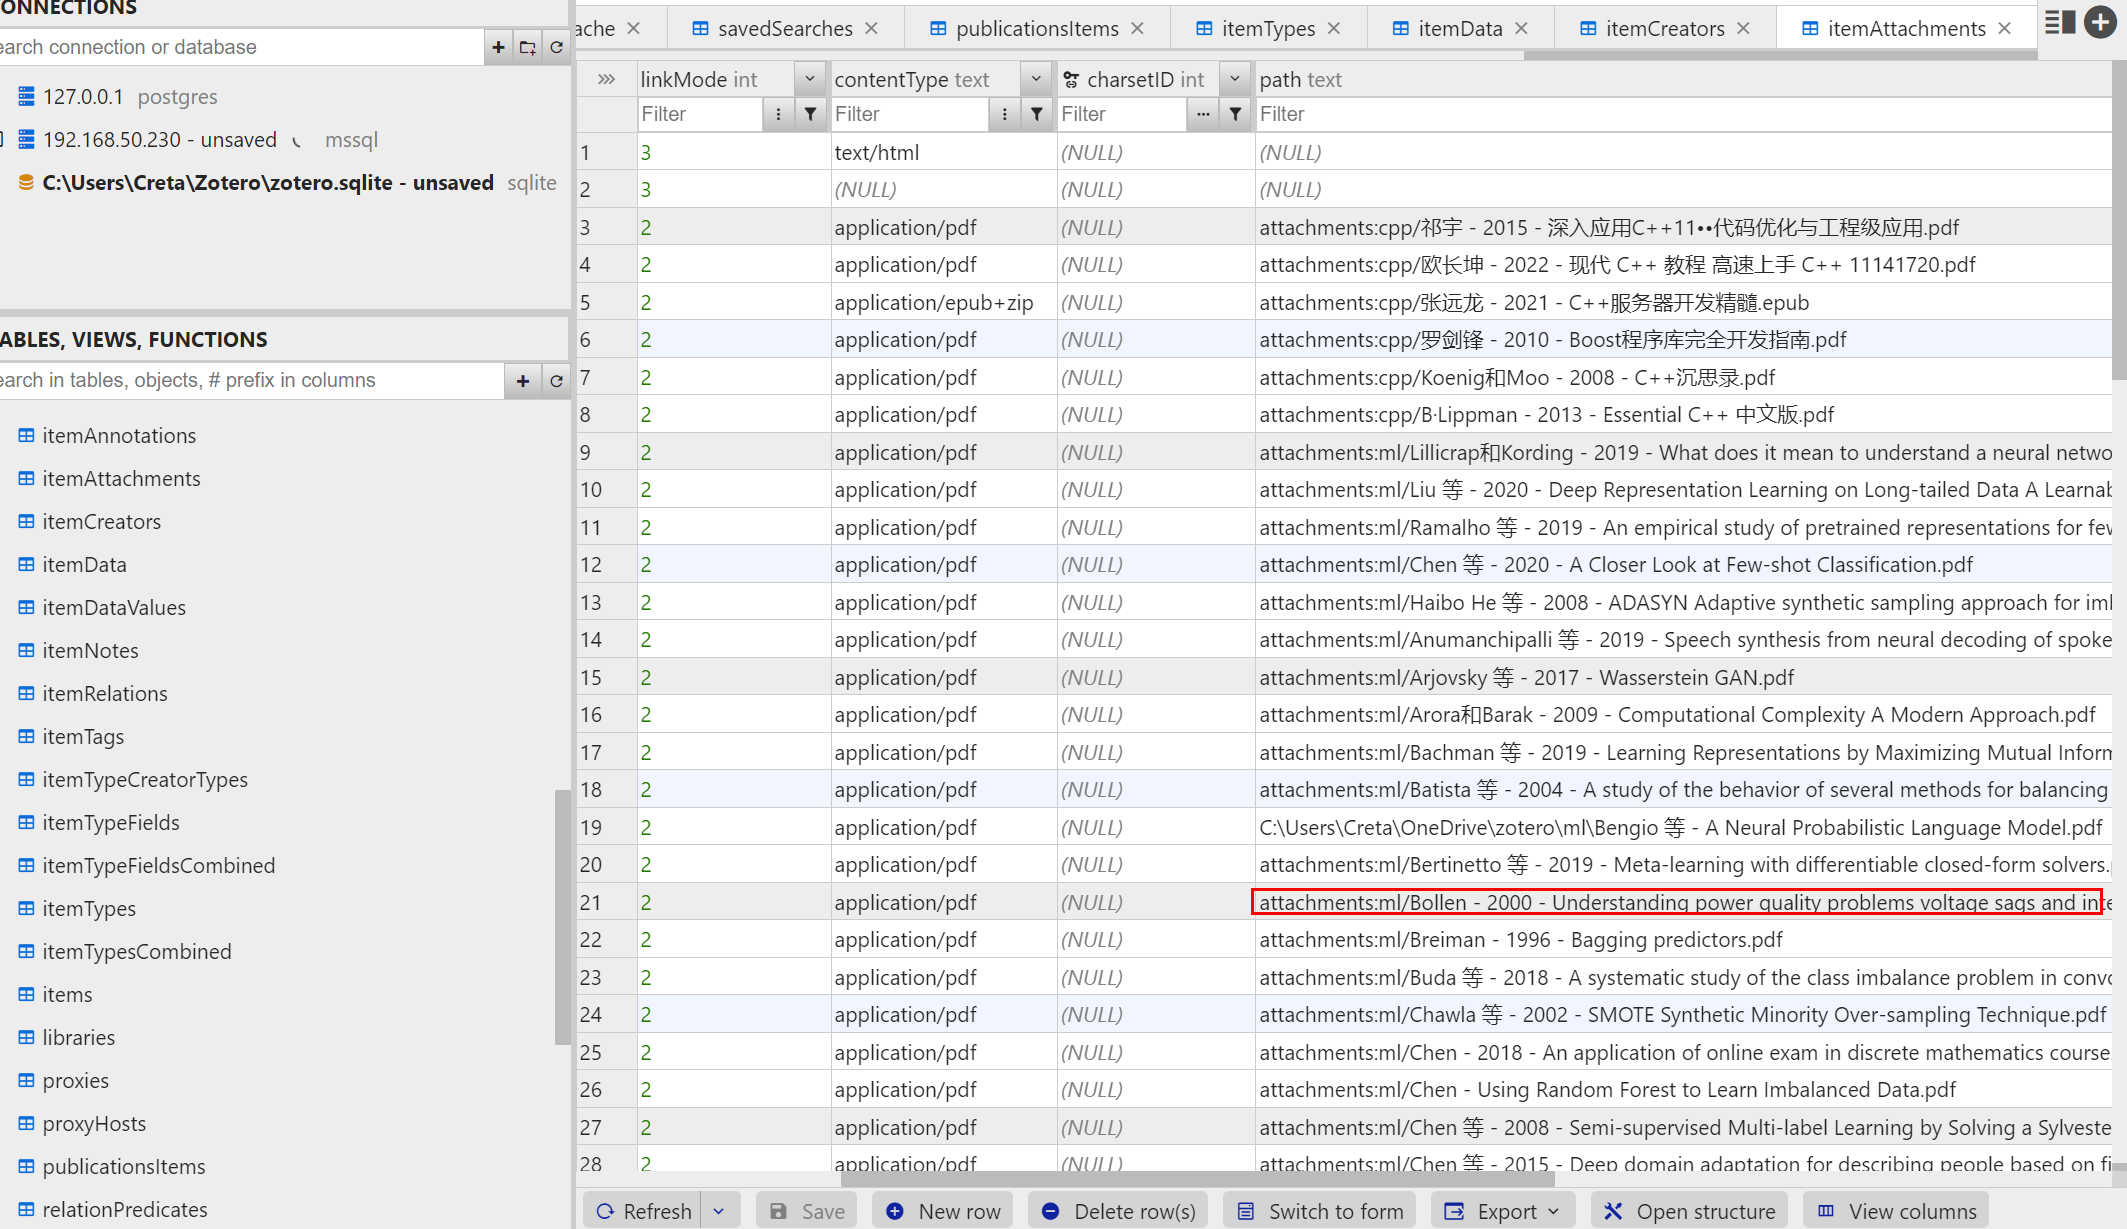 ONNECTIONS
earch connection or database
127.0.0.1 postgres
192.168.50.230 - unsaved mssql
C:\Users\Creta\Zotero\zotero.sqlite - unsaved sqlite
ABLES, VIEWS, FUNCTIONS
earch in tables, objects, # prefix in columns
itemAnnotations
itemAttachments
itemCreators
itemData
itemDataValues
itemNotes
itemRelations
itemTags
itemTypeCreatorTypes
itemTypeFields
itemTypeFieldsCombined
itemTypes
itemTypesCombined
items
libraries
proxies
proxyHosts
publicationsItems
relationPredicates
ache savedSearches publicationsItems itemTypes itemData itemCreators itemAttachments
linkMode int contentType text charsetID int path text
Filter Filter Filter Filter
1 3 text/html (NULL) (NULL)
2 3 (NULL) (NULL) (NULL)
3 2 application/pdf (NULL) attachments:cpp/祁宇 - 2015 - 深入应用C++11••代码优化与工程级应用.pdf
4 2 application/pdf (NULL) attachments:cpp/欧长坤 - 2022 - 现代 C++ 教程 高速上手 C++ 11141720.pdf
5 2 application/epub+zip (NULL) attachments:cpp/张远龙 - 2021 - C++服务器开发精髓.epub
6 2 application/pdf (NULL) attachments:cpp/罗剑锋 - 2010 - Boost程序库完全开发指南.pdf
7 2 application/pdf (NULL) attachments:cpp/Koenig和Moo - 2008 - C++沉思录.pdf
8 2 application/pdf (NULL) attachments:cpp/B·Lippman - 2013 - Essential C++ 中文版.pdf
9 2 application/pdf (NULL) attachments:ml/Lillicrap和Kording - 2019 - What does it mean to understand a neural netwo
10 2 application/pdf (NULL) attachments:ml/Liu 等 - 2020 - Deep Representation Learning on Long-tailed Data A Learnab
11 2 application/pdf (NULL) attachments:ml/Ramalho 等 - 2019 - An empirical study of pretrained representations for few
12 2 application/pdf (NULL) attachments:ml/Chen 等 - 2020 - A Closer Look at Few-shot Classification.pdf
13 2 application/pdf (NULL) attachments:ml/Haibo He 等 - 2008 - ADASYN Adaptive synthetic sampling approach for iml
14 2 application/pdf (NULL) attachments:ml/Anumanchipalli 等 - 2019 - Speech synthesis from neural decoding of spoke
15 2 application/pdf (NULL) attachments:ml/Arjovsky 等 - 2017 - Wasserstein GAN.pdf
16 2 application/pdf (NULL) attachments:ml/Arora和Barak - 2009 - Computational Complexity A Modern Approach.pdf
17 2 application/pdf (NULL) attachments:ml/Bachman 等 - 2019 - Learning Representations by Maximizing Mutual Inform
18 2 application/pdf (NULL) attachments:ml/Batista 等 - 2004 - A study of the behavior of several methods for balancing
19 2 application/pdf (NULL) C:\Users\Creta\OneDrive\zotero\ml\Bengio 等 - A Neural Probabilistic Language Model.pdf
20 2 application/pdf (NULL) attachments:ml/Bertinetto 等 - 2019 - Meta-learning with differentiable closed-form solvers.
21 2 application/pdf (NULL) attachments:ml/Bollen - 2000 - Understanding power quality problems voltage sags and inte
22 2 application/pdf (NULL) attachments:ml/Breiman - 1996 - Bagging predictors.pdf
23 2 application/pdf (NULL) attachments:ml/Buda 等 - 2018 - A systematic study of the class imbalance problem in convo
24 2 application/pdf (NULL) attachments:ml/Chawla 等 - 2002 - SMOTE Synthetic Minority Over-sampling Technique.pdf
25 2 application/pdf (NULL) attachments:ml/Chen - 2018 - An application of online exam in discrete mathematics course
26 2 application/pdf (NULL) attachments:ml/Chen - Using Random Forest to Learn Imbalanced Data.pdf
27 2 application/pdf (NULL) attachments:ml/Chen 等 - 2008 - Semi-supervised Multi-label Learning by Solving a Sylveste
28 2 application/pdf (NULL) attachments:ml/Chen 等 - 2015 - Deep domain adaptation for describing people based on fi
Refresh Save New row Delete row(s) Switch to form Export Open structure View columns